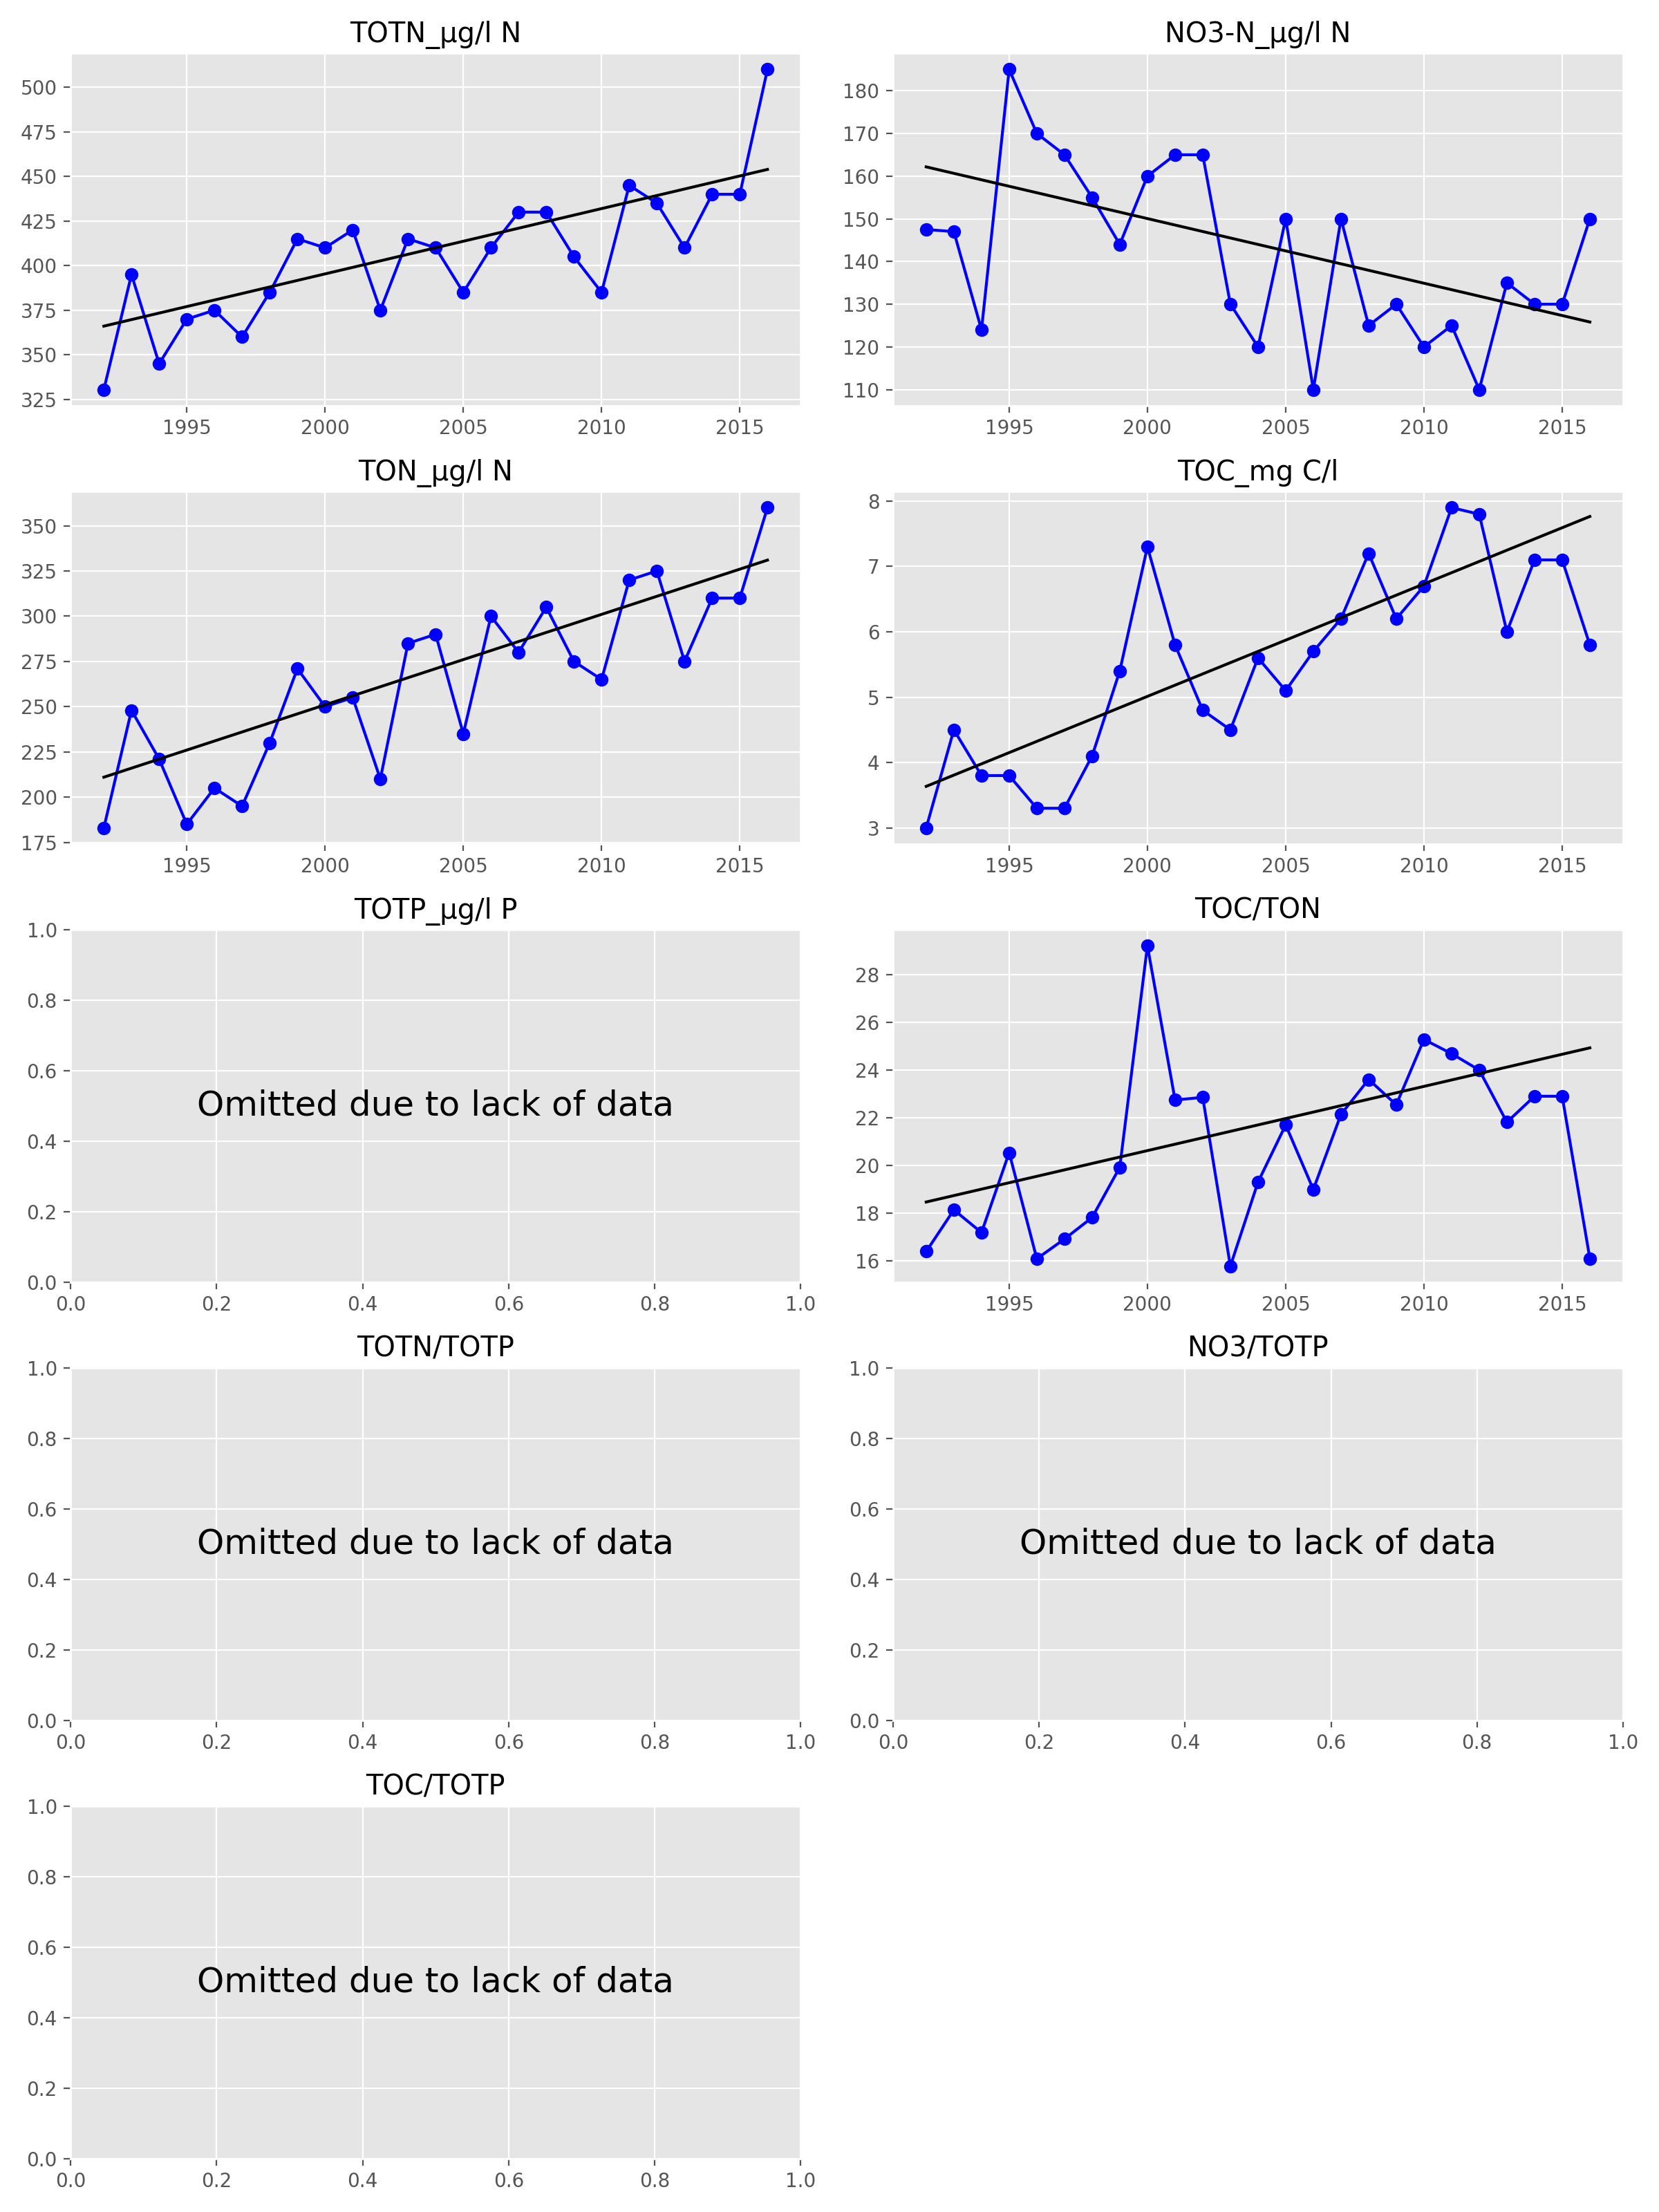 TOTN_µg/l N
NO3-N_µg/l N
500
475
450
425
400
375
350
325
1995 2000 2005 2010 2015
180
170
160
150
140
130
120
110
1995 2000 2005 2010 2015
TON_µg/l N
TOC_mg C/l
350
325
300
275
250
225
200
175
1995 2000 2005 2010 2015
8
7
6
5
4
3
1995 2000 2005 2010 2015
TOTP_µg/l P
TOC/TON
1.0
0.8
0.6
Omitted due to lack of data
0.4
0.2
0.0
0.0 0.2 0.4 0.6 0.8 1.0
28
26
24
22
20
18
16
1995 2000 2005 2010 2015
TOTN/TOTP
NO3/TOTP
1.0
0.8
0.6
Omitted due to lack of data
0.4
0.2
0.0
0.0 0.2 0.4 0.6 0.8 1.0
1.0
0.8
0.6
Omitted due to lack of data
0.4
0.2
0.0
0.0 0.2 0.4 0.6 0.8 1.0
TOC/TOTP
1.0
0.8
0.6
Omitted due to lack of data
0.4
0.2
0.0
0.0 0.2 0.4 0.6 0.8 1.0